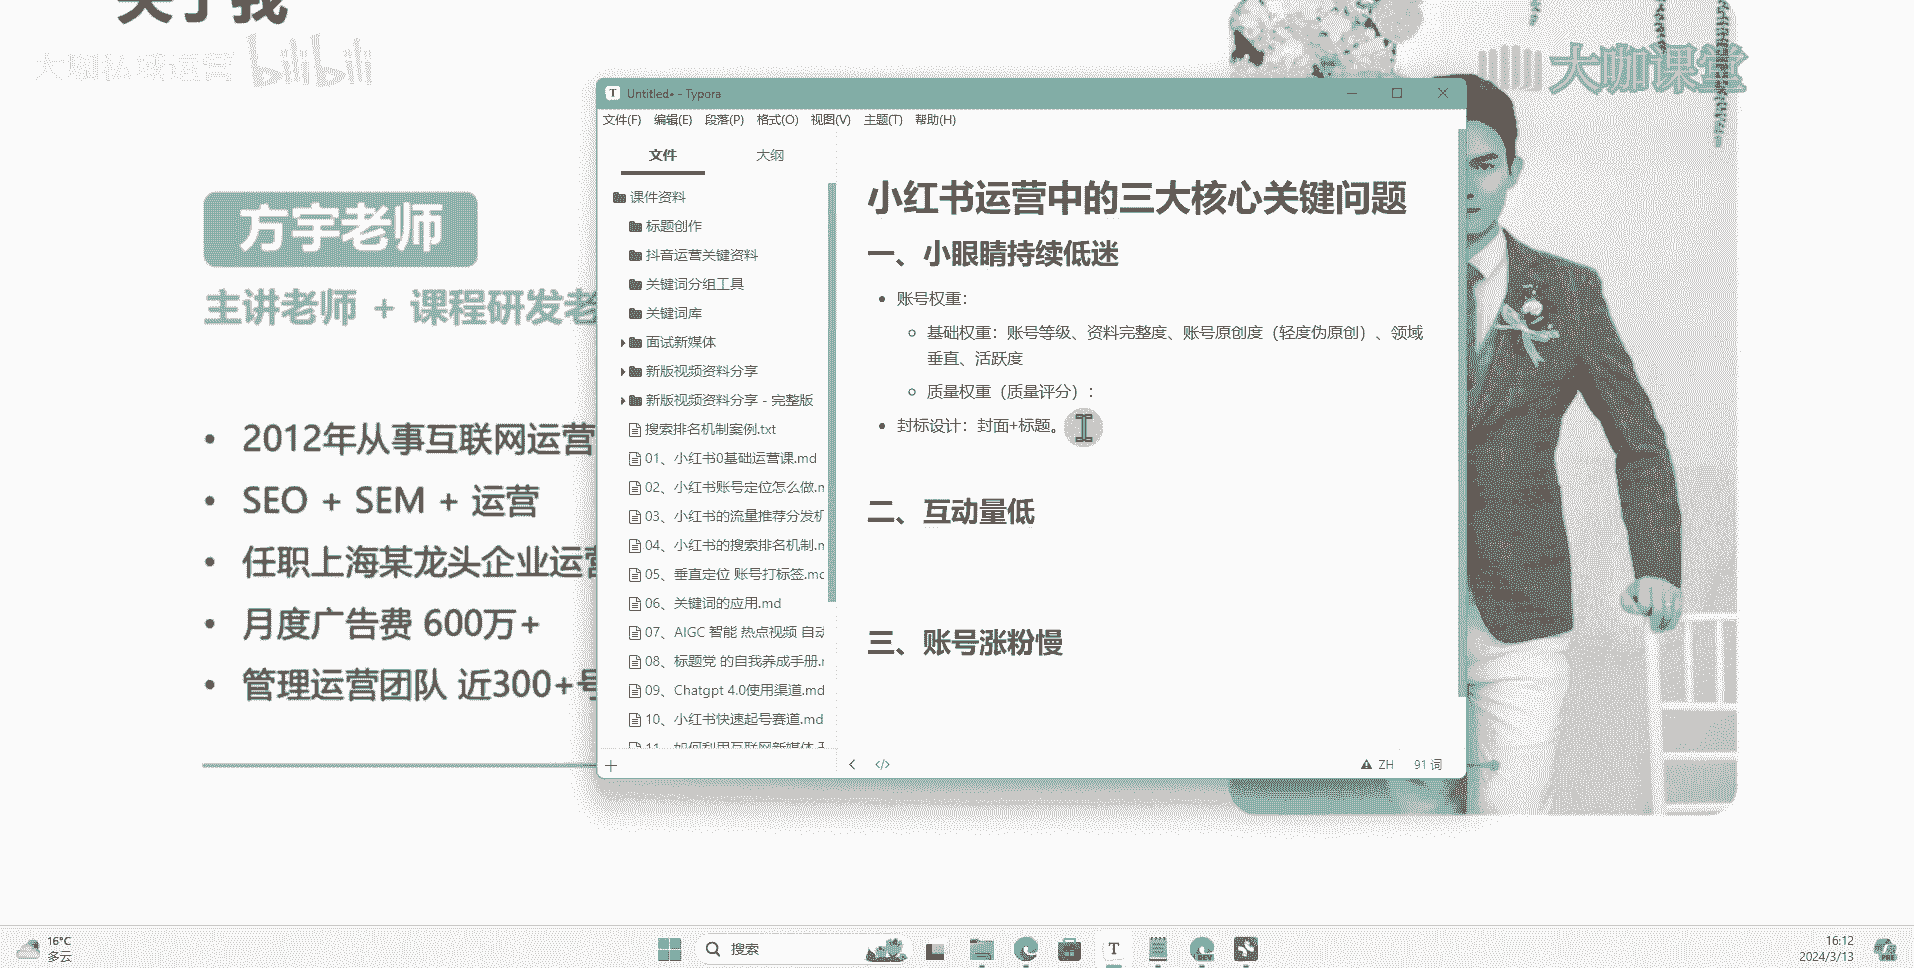 关于我
大咖私域运营 bilibili
大咖课堂
方宇老师
主讲老师 + 课程研发老
2012年从事互联网运营
SEO + SEM + 运营
任职上海某龙头企业运营
月度广告费 600万+
管理运营团队 近300+号
Untitled• - Typora
文件(F) 编辑(E) 段落(P) 格式(O) 视图(V) 主题(T) 帮助(H)
文件 大纲
课件资料
标题创作
抖音运营关键资料
关键词分组工具
关键词库
面试新媒体
新版视频资料分享
新版视频资料分享 - 完整版
搜索排名机制案例.txt
01、小红书0基础运营课.md
02、小红书账号定位怎么做.m
03、小红书的流量推荐分发机
04、小红书的搜索排名机制.m
05、垂直定位 账号打标签.md
06、关键词的应用.md
07、AIGC 智能 热点视频 自动
08、标题党 的自我养成手册.m
09、Chatgpt 4.0使用渠道.md
10、小红书快速起号赛道.md
11、如何利用互联网新媒体
小红书运营中的三大核心关键问题
一、小眼睛持续低迷
账号权重：
基础权重：账号等级、资料完整度、账号原创度（轻度伪原创）、领域
垂直、活跃度
质量权重（质量评分）：
封标设计：封面+标题。
二、互动量低
三、账号涨粉慢
ZH 91 词
16°C
多云
搜索
T
DEV
16:12
2024/3/13
PRE